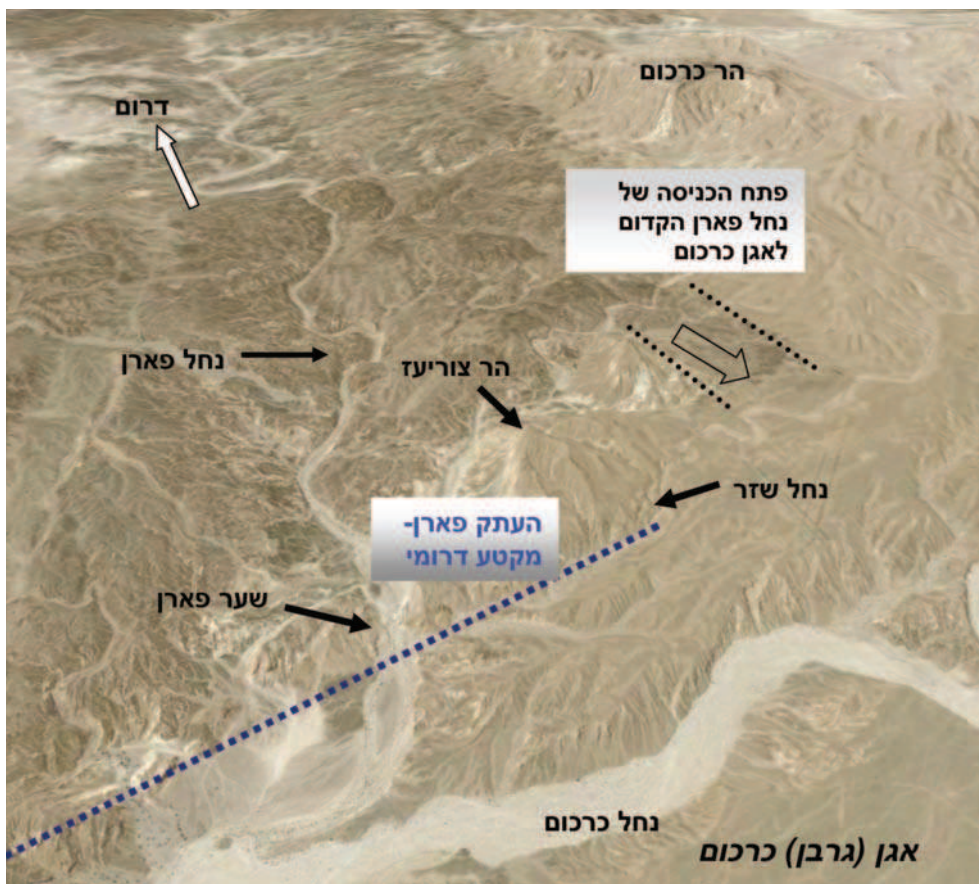 הר כרכום
דרום
פתח הכניסה של
נחל פארן הקדום
לאגן כרכום
נחל פארן
הר צוריעז
נחל שזר
העתק פארן-
מקטע דרומי
שער פארן
נחל כרכום
אגן (גרבן) כרכום